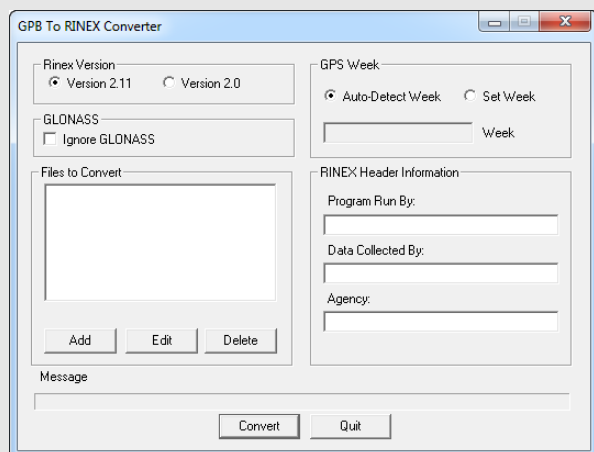 GPB To RINEX Converter
Rinex Version
Version 2.11 Version 2.0
GLONASS
Ignore GLONASS
GPS Week
Auto-Detect Week Set Week
Week
Files to Convert
Add Edit Delete
RINEX Header Information
Program Run By:
Data Collected By:
Agency:
Message
Convert Quit